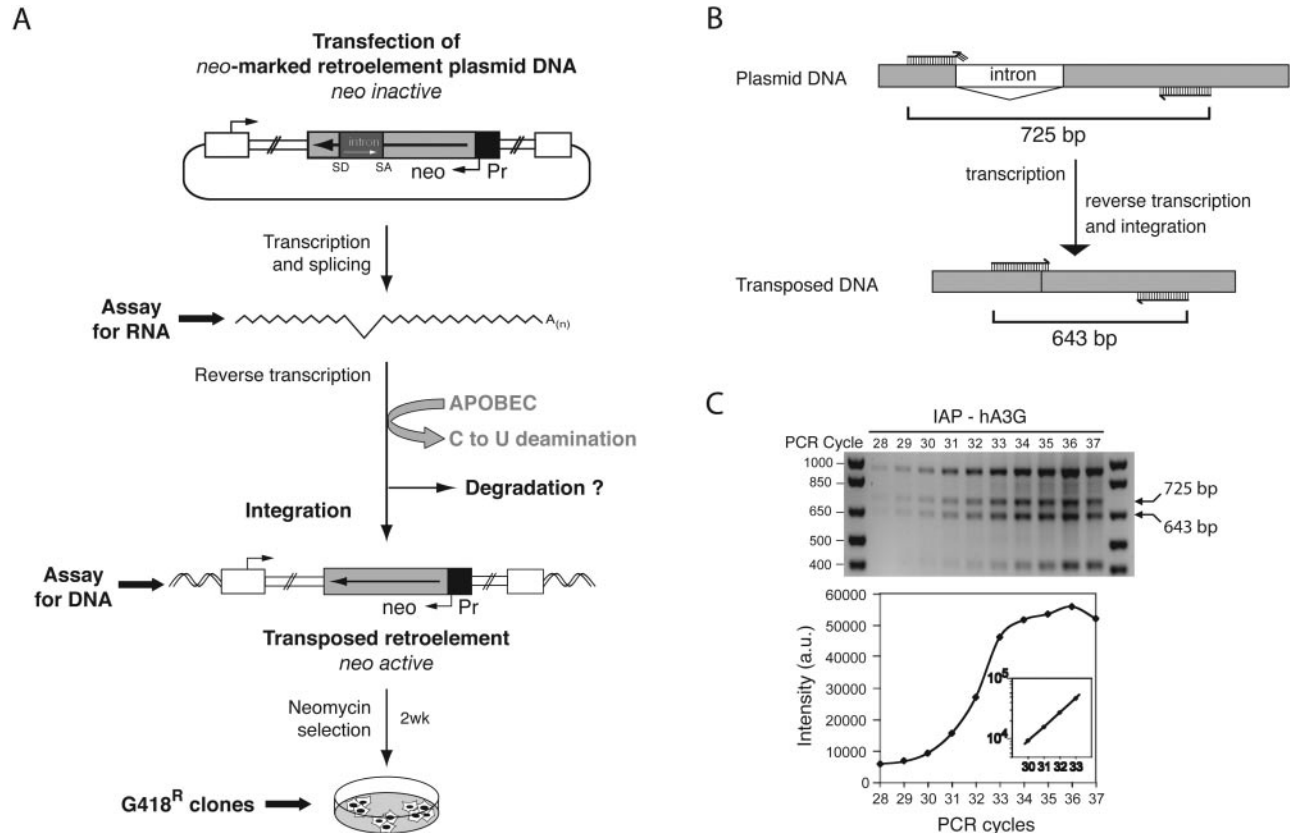 A
Transfection of
neo-marked retroelement plasmid DNA
neo inactive
intron
SD
SA
neo
Pr
Transcription
and splicing
Assay
for RNA
A(n)
Reverse transcription
APOBEC
C to U deamination
Degradation ?
Integration
Assay
for DNA
neo
Pr
Transposed retroelement
neo active
Neomycin
selection
2wk
G418R clones
B
Plasmid DNA
intron
725 bp
transcription
reverse transcription
and integration
Transposed DNA
643 bp
C
IAP - hA3G
PCR Cycle 28 29 30 31 32 33 34 35 36 37
1000
850
650
500
400
725 bp
643 bp
Intensity (a.u.)
60000
50000
40000
30000
20000
10000
0
10^5
10^4
30 31 32 33
28 29 30 31 32 33 34 35 36 37
PCR cycles